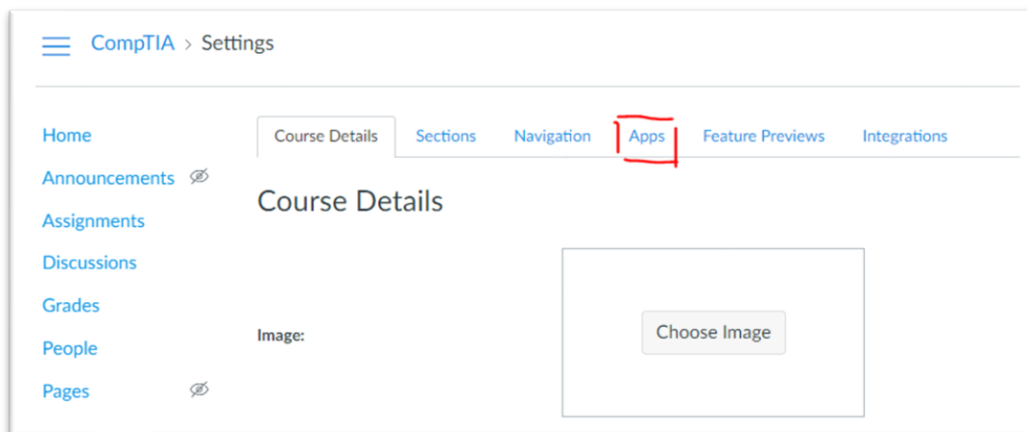 CompTIA > Settings
Home
Announcements
Assignments
Discussions
Grades
People
Pages
Course Details Sections Navigation Apps Feature Previews Integrations
Course Details
Image:
Choose Image